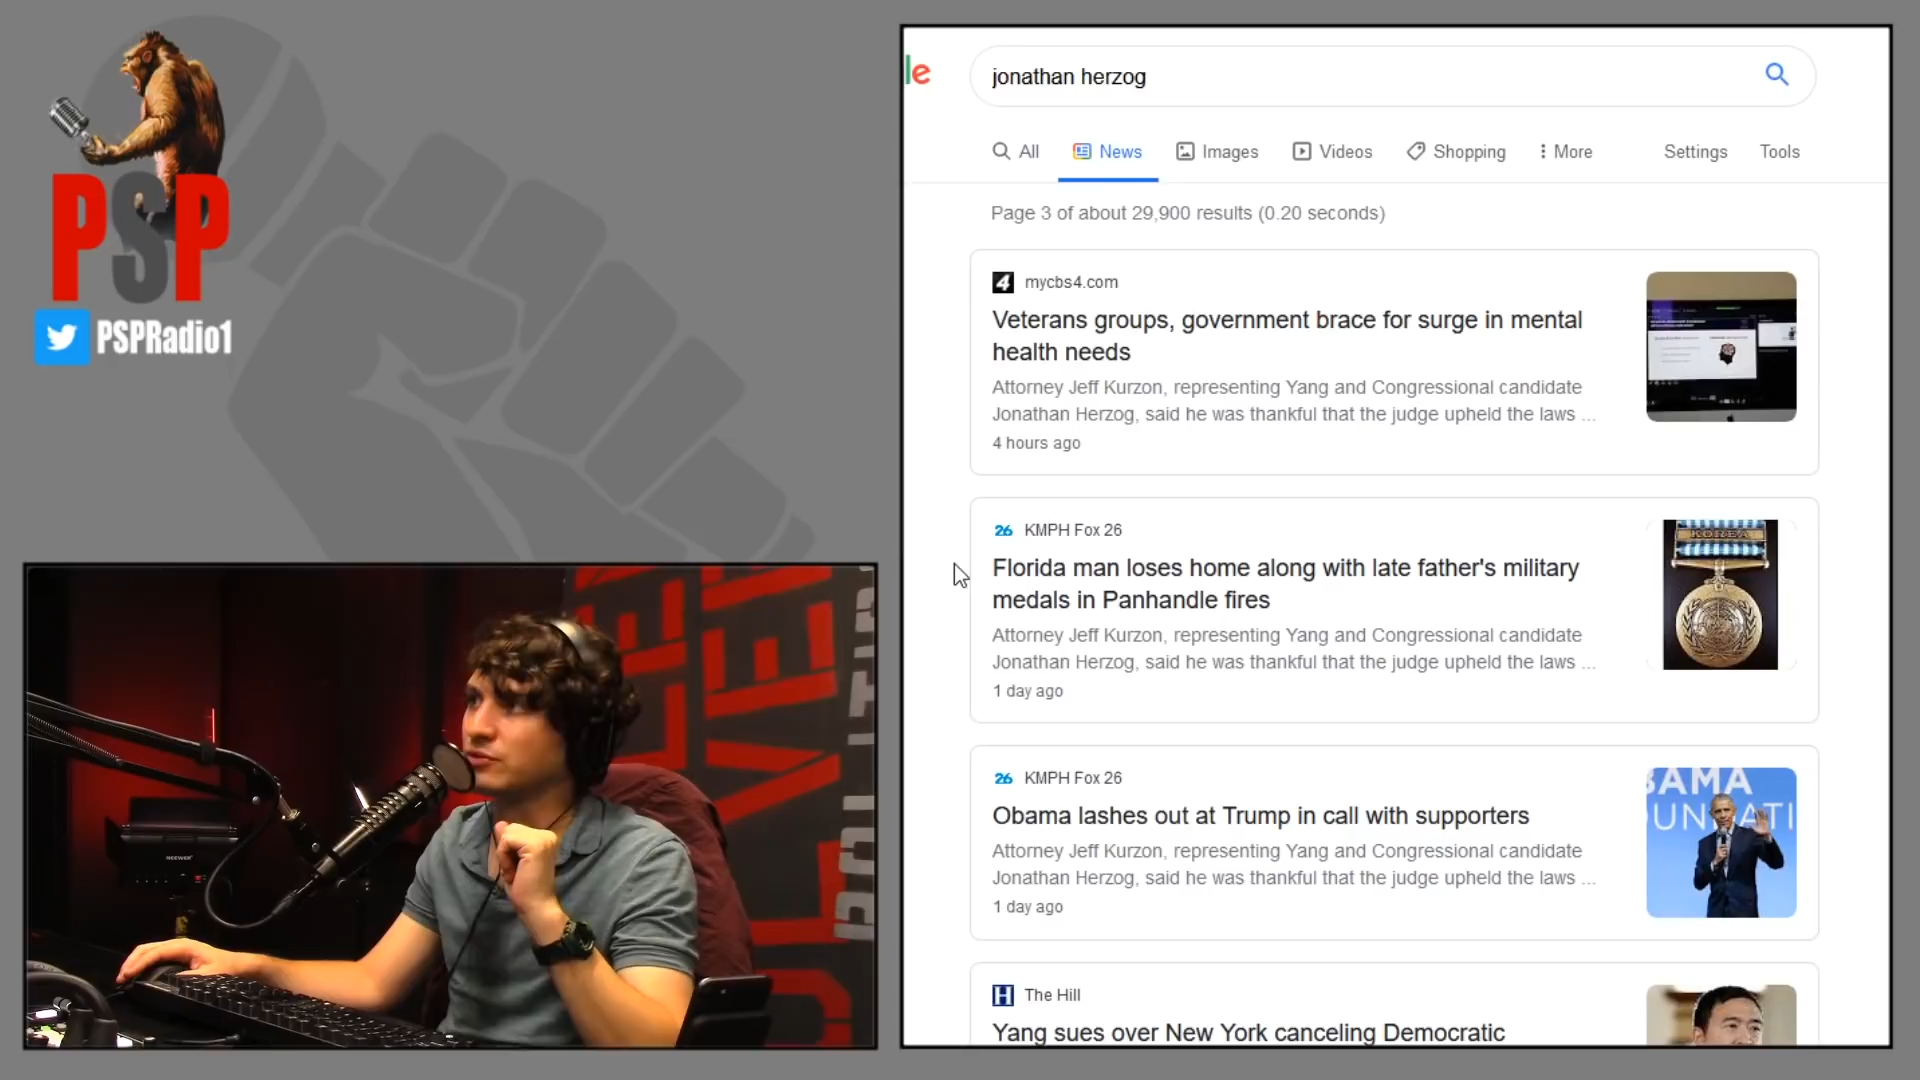 PSP
PSPRadio1
le
jonathan herzog
All
News
Images
Videos
Shopping
More
Settings
Tools
Page 3 of about 29,900 results (0.20 seconds)
4 mycbs4.com
Veterans groups, government brace for surge in mental
health needs
Attorney Jeff Kurzon, representing Yang and Congressional candidate
Jonathan Herzog, said he was thankful that the judge upheld the laws ...
4 hours ago
26 KMPH Fox 26
Florida man loses home along with late father's military
medals in Panhandle fires
Attorney Jeff Kurzon, representing Yang and Congressional candidate
Jonathan Herzog, said he was thankful that the judge upheld the laws ...
1 day ago
KOREA
26 KMPH Fox 26
Obama lashes out at Trump in call with supporters
Attorney Jeff Kurzon, representing Yang and Congressional candidate
Jonathan Herzog, said he was thankful that the judge upheld the laws ...
1 day ago
BAMA
OUNDATI
H The Hill
Yang sues over New York canceling Democratic
NEEWER